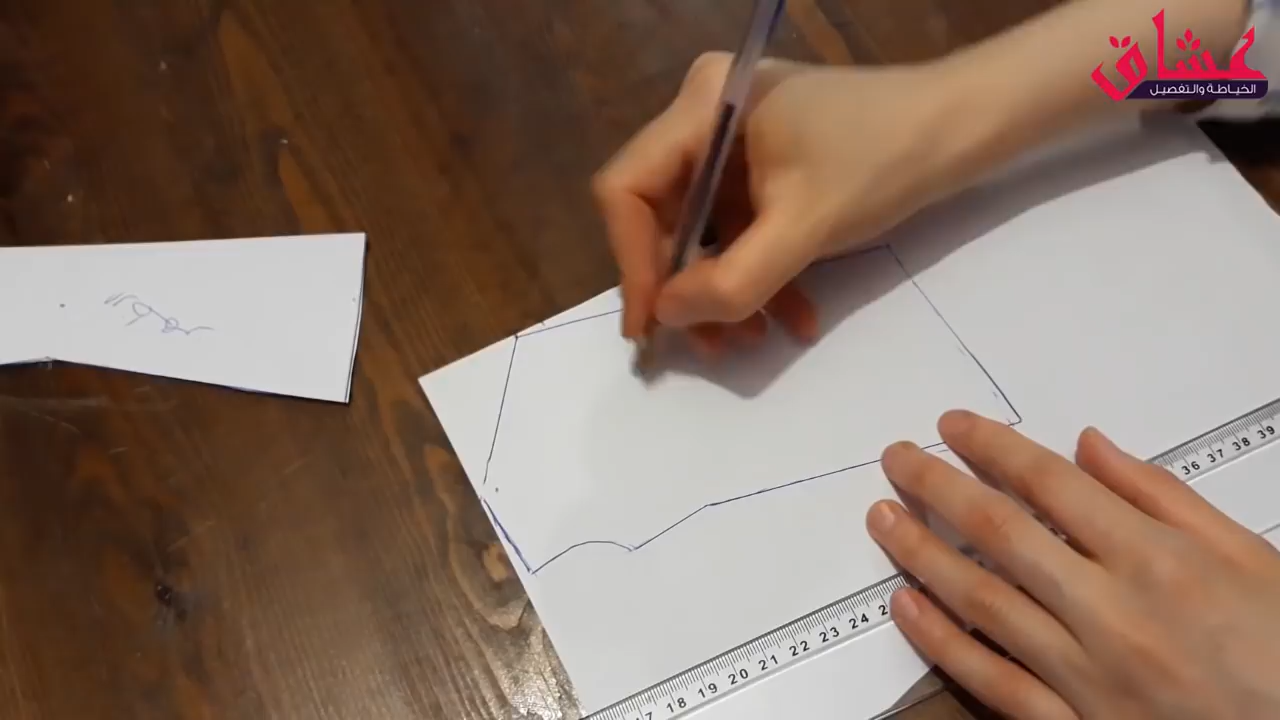 عشاق
الخياطة والتفصيل
17 18 19 20 21 22 23 24 2
36 37 38 39